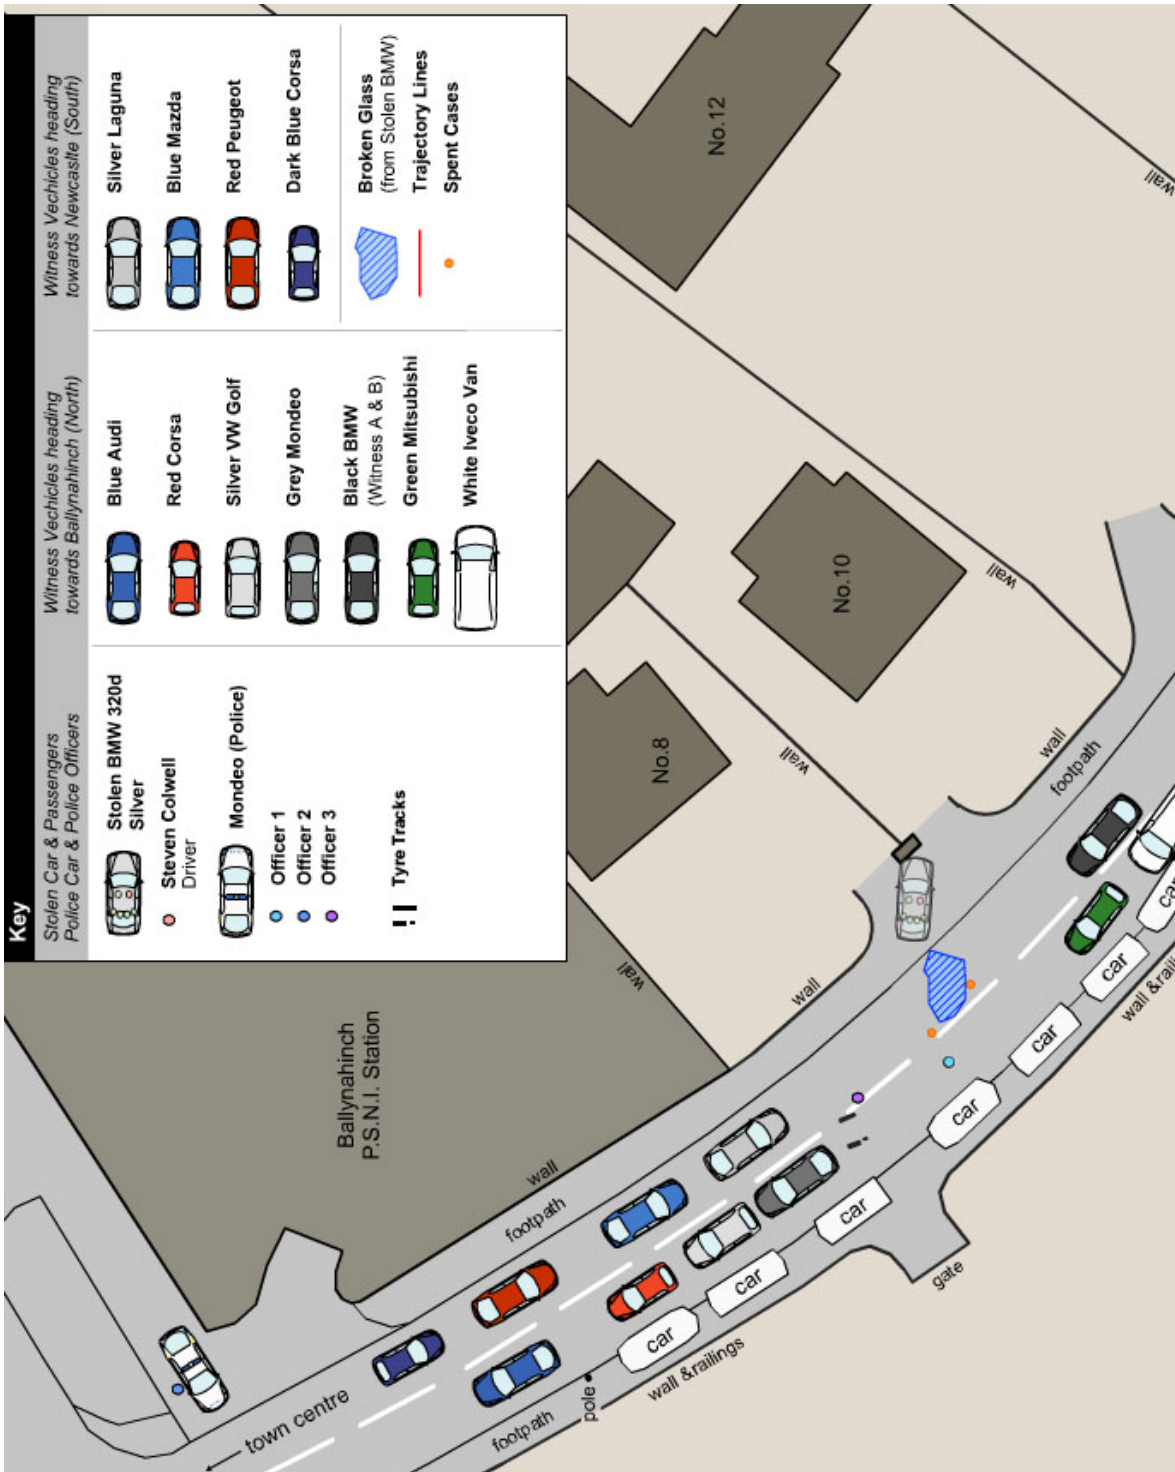 Key
Stolen Car & Passengers
Police Car & Police Officers
Stolen BMW 320d
Silver
Steven Colwell
Driver
Mondeo (Police)
Officer 1
Officer 2
Officer 3
Tyre Tracks
Witness Vechicles heading
towards Ballynahinch (North)
Blue Audi
Red Corsa
Silver VW Golf
Grey Mondeo
Black BMW
(Witness A & B)
Green Mitsubishi
White Iveco Van
Witness Vechicles heading
towards Newcaslte (South)
Silver Laguna
Blue Mazda
Red Peugeot
Dark Blue Corsa
Broken Glass
(from Stolen BMW)
Trajectory Lines
Spent Cases
Ballynahinch
P.S.N.I. Station
No.8
No.10
No.12
wall
wall
wall
wall
wall
wall
wall
footpath
footpath
footpath
town centre
pole
wall &railings
gate
wall &raili
car
car
car
car
car
car
car
car